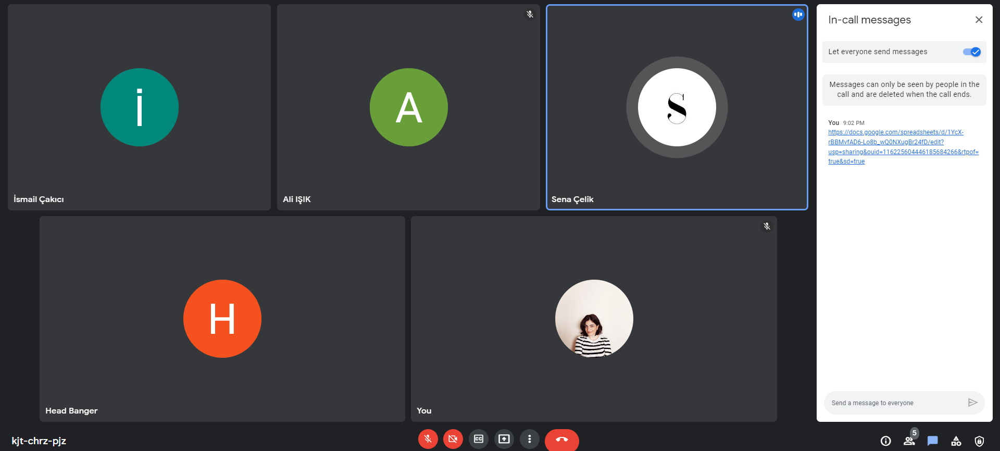 İ
İsmail Çakıcı
A
Ali IŞIK
S
Sena Çelik
H
Head Banger
You
In-call messages
Let everyone send messages
Messages can only be seen by people in the
call and are deleted when the call ends.
You 9:02 PM
https://docs.google.com/spreadsheets/d/1YcX-
rBBMvfAD6-Lo8b_wQ0NXugBr24fD/edit?
usp=sharing&ouid=116225604446185684266&rtpof=
true&sd=true
Send a message to everyone
kjt-chrz-pjz
CC
5